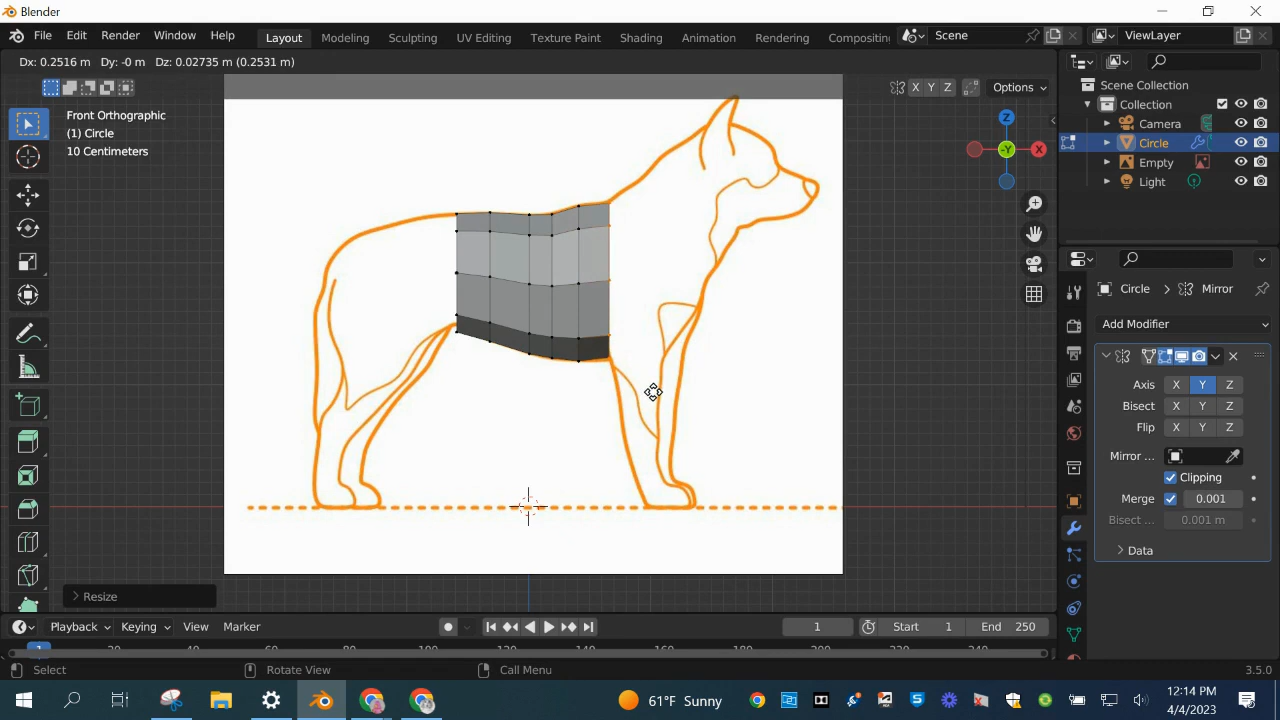 Blender
File Edit Render Window Help Layout Modeling Sculpting UV Editing Texture Paint Shading Animation Rendering Compositing Scene ViewLayer
Dx: 0.2516 m Dy: -0 m Dz: 0.02735 m (0.2531 m)
X Y Z Options
Front Orthographic
(1) Circle
10 Centimeters
Z
-Y X
Scene Collection
Collection
Camera
Circle
Empty
Light
Circle > Mirror
Add Modifier
Axis X Y Z
Bisect X Y Z
Flip X Y Z
Mirror ...
Clipping
Merge 0.001
Bisect ... 0.001 m
Data
Resize
Playback Keying View Marker 1 Start 1 End 250
1
Select Rotate View Call Menu 3.5.0
61°F Sunny
12:14 PM
4/4/2023